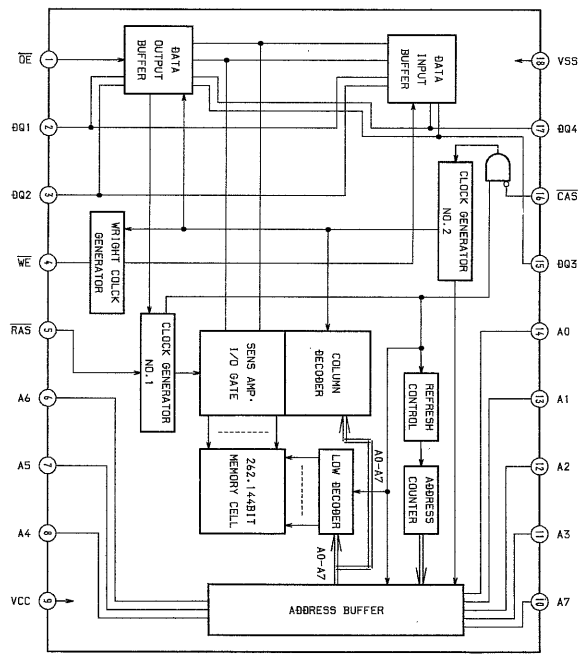 OE
1
DATA
OUTPUT
BUFFER
DATA
INPUT
BUFFER
18
VSS
DQ1
2
17
DQ4
DQ2
3
16
CAS
WE
4
WRIGHT COLCK
GENERATOR
CLOCK GENERATOR
NO.2
15
DQ3
RAS
5
CLOCK GENERATOR
NO.1
SENS AMP.
I/O GATE
COLUMN
DECODER
14
A0
A6
6
REFRESH
CONTROL
13
A1
A5
7
262.144BIT
MEMORY CELL
LOW DECODER
A0-A7
ADDRESS
COUNTER
12
A2
A4
8
A0-A7
11
A3
VCC
9
ADDRESS BUFFER
10
A7